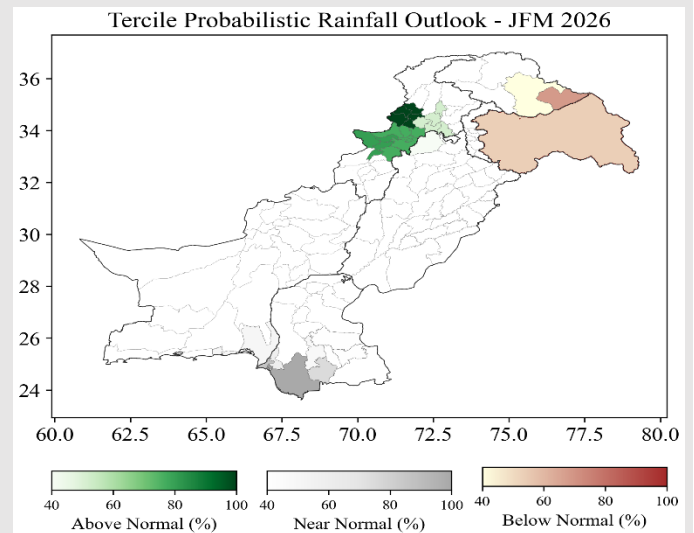 Tercile Probabilistic Rainfall Outlook - JFM 2026
36
34
32
30
28
26
24
60.0 62.5 65.0 67.5 70.0 72.5 75.0 77.5 80.0
40 60 80 100
Above Normal (%)
40 60 80 100
Near Normal (%)
40 60 80 100
Below Normal (%)